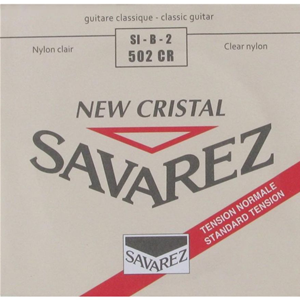 guitare classique - classic guitar
Nylon clair
SI - B - 2
502 CR
Clear nylon
NEW CRISTAL
SAVAREZ
TENSION NORMALE
STANDARD TENSION
SAVAREZ